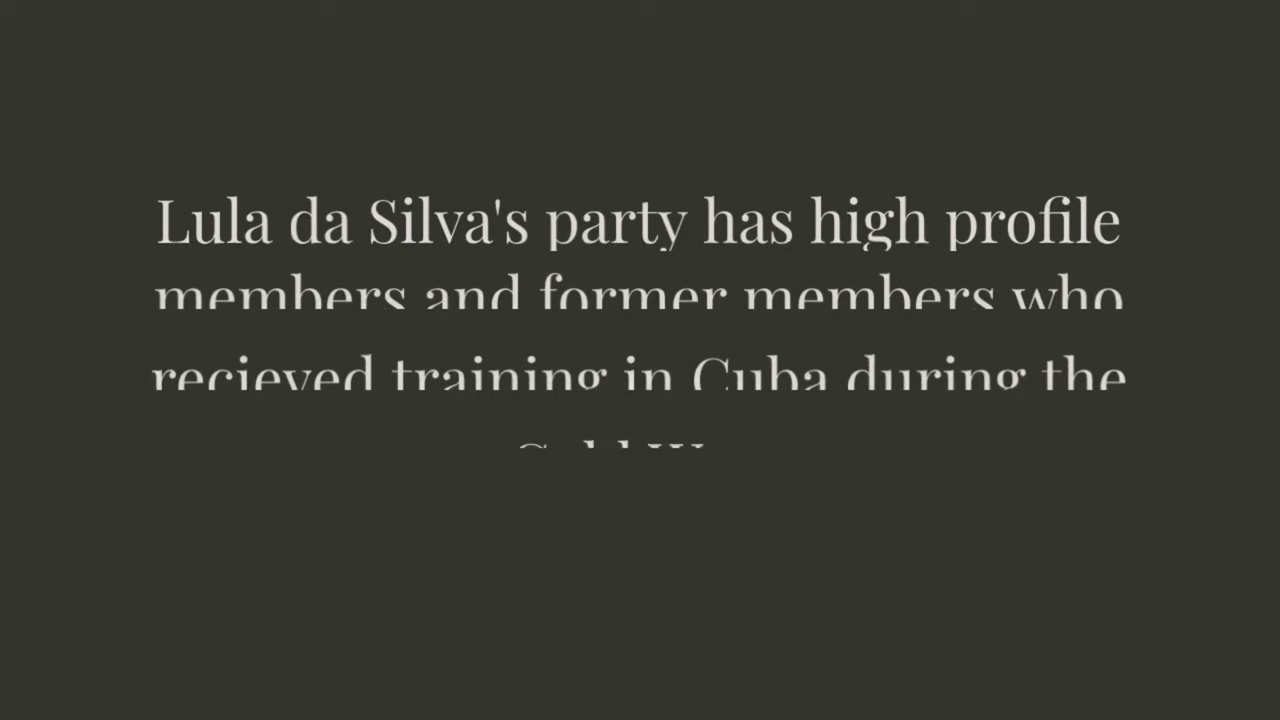 Lula da Silva's party has high profile
members and former members who
recieved training in Cuba during the